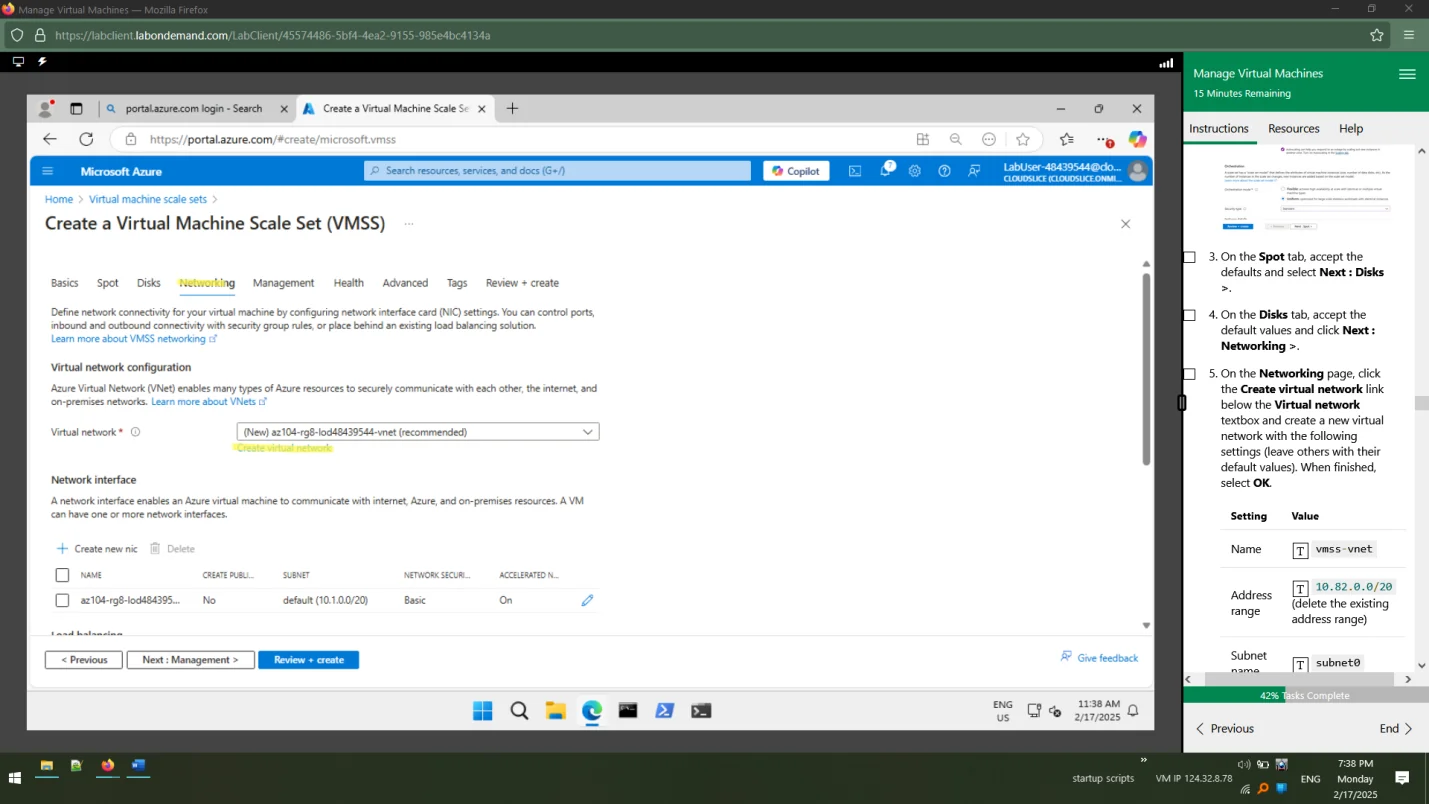 Manage Virtual Machines — Mozilla Firefox
https://labclient.labondemand.com/LabClient/45574486-5bf4-4ea2-9155-985e4bc4134a
portal.azure.com login - Search
Create a Virtual Machine Scale Se
https://portal.azure.com/#create/microsoft.vmss
Microsoft Azure
Search resources, services, and docs (G+/)
Copilot
7
LabUser-48439544@do...
CLOUDSLICE (CLOUDSLICE.ONMI...
Home > Virtual machine scale sets >
Create a Virtual Machine Scale Set (VMSS) ...
Basics Spot Disks Networking Management Health Advanced Tags Review + create
Define network connectivity for your virtual machine by configuring network interface card (NIC) settings. You can control ports,
inbound and outbound connectivity with security group rules, or place behind an existing load balancing solution.
Learn more about VMSS networking
Virtual network configuration
Azure Virtual Network (VNet) enables many types of Azure resources to securely communicate with each other, the internet, and
on-premises networks. Learn more about VNets
Virtual network *
(New) az104-rg8-lod48439544-vnet (recommended)
Create virtual network
Network interface
A network interface enables an Azure virtual machine to communicate with internet, Azure, and on-premises resources. A VM
can have one or more network interfaces.
Create new nic Delete
NAME CREATE PUBLI... SUBNET NETWORK SECURI... ACCELERATED N...
az104-rg8-lod484395... No default (10.1.0.0/20) Basic On
Load balancing
< Previous Next : Management > Review + create
Give feedback
ENG
US
11:38 AM
2/17/2025
Manage Virtual Machines
15 Minutes Remaining
Instructions Resources Help
3. On the Spot tab, accept the
defaults and select Next : Disks
>.
4. On the Disks tab, accept the
default values and click Next :
Networking >.
5. On the Networking page, click
the Create virtual network link
below the Virtual network
textbox and create a new virtual
network with the following
settings (leave others with their
default values). When finished,
select OK.
Setting Value
Name T vmss-vnet
Address
range
T 10.82.0.0/20
(delete the existing
address range)
Subnet
name
T subnet0
42% Tasks Complete
Previous End
startup scripts
VM IP 124.32.8.78
ENG
7:38 PM
Monday
2/17/2025